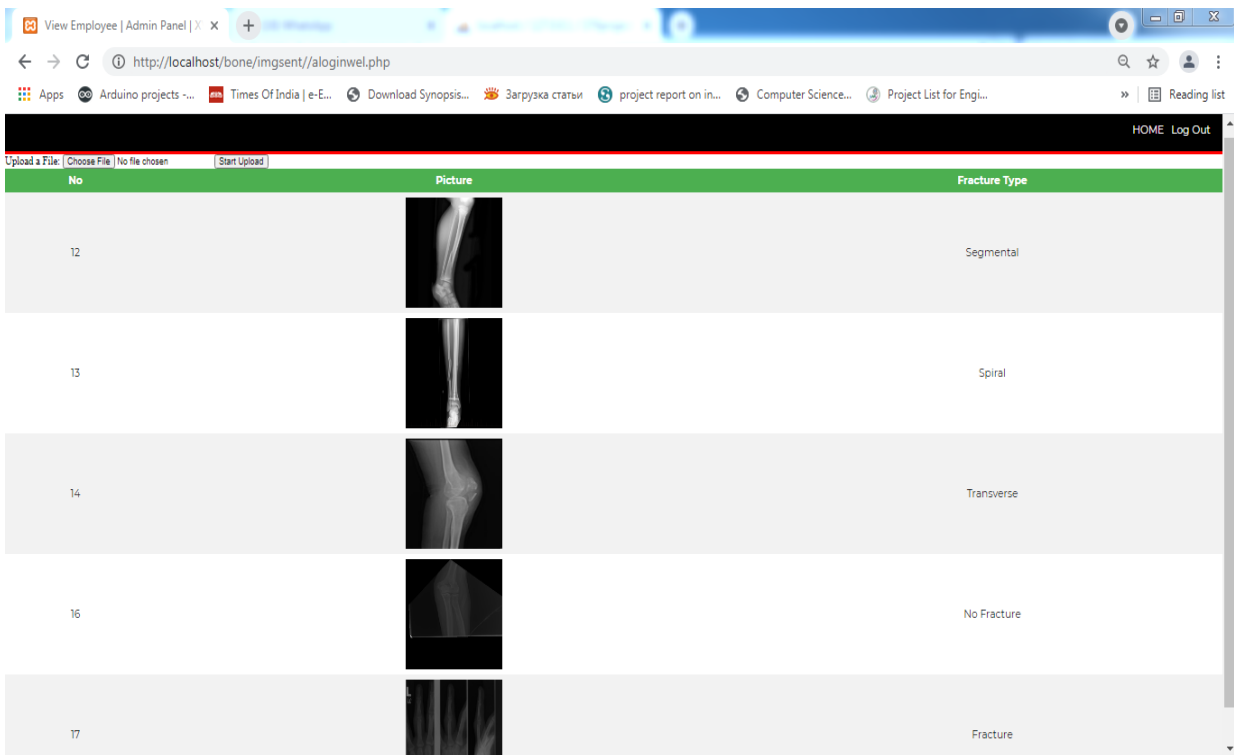 View Employee | Admin Panel | X
http://localhost/bone/imgsent//aloginwel.php
Apps Arduino projects -... Times Of India | e-E... Download Synopsis... Загрузка статьи project report on in... Computer Science... Project List for Engi... » Reading list
HOME Log Out
Upload a File: Choose File No file chosen Start Upload
No Picture Fracture Type
12 Segmental
13 Spiral
14 Transverse
16 No Fracture
L
17 Fracture